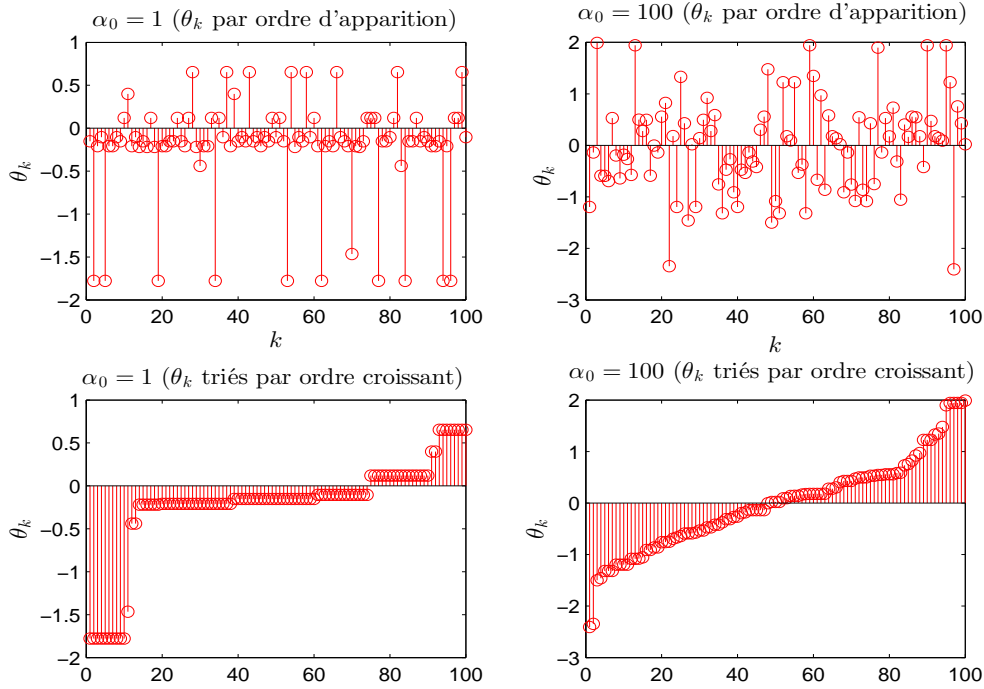 α₀ = 1 (θₖ par ordre d'apparition)
1
0.5
0
−0.5
−1
−1.5
−2
θₖ
0 20 40 60 80 100
k
α₀ = 100 (θₖ par ordre d'apparition)
2
1
0
−1
−2
−3
θₖ
0 20 40 60 80 100
k
α₀ = 1 (θₖ triés par ordre croissant)
1
0.5
0
−0.5
−1
−1.5
−2
θₖ
0 20 40 60 80 100
α₀ = 100 (θₖ triés par ordre croissant)
2
1
0
−1
−2
−3
θₖ
0 20 40 60 80 100